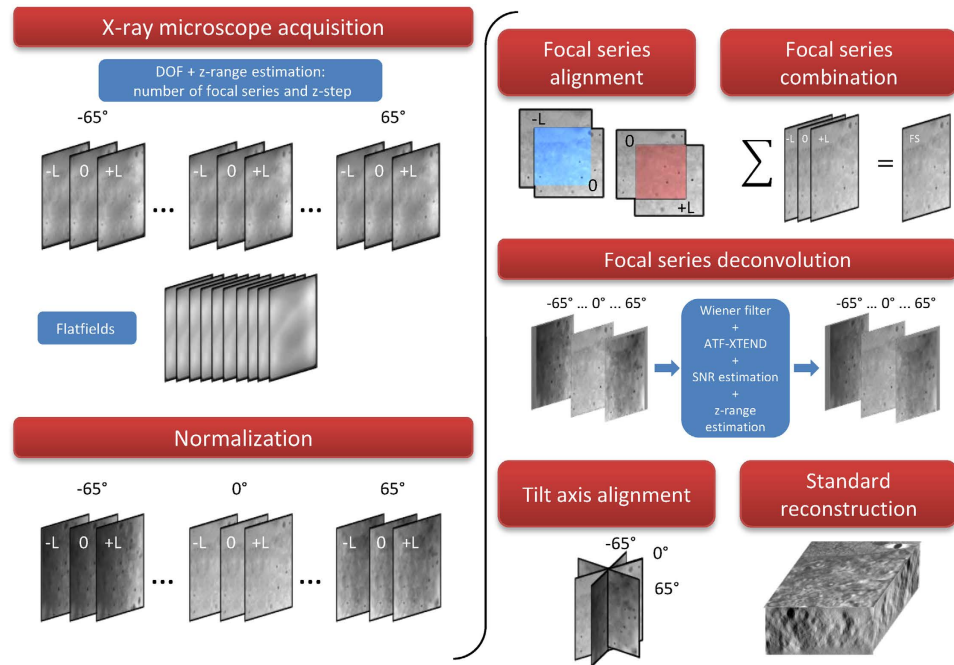 X-ray microscope acquisition
DOF + z-range estimation:
number of focal series and z-step
-65° 65°
-L 0 +L ... -L 0 +L ... -L 0 +L
Flatfields
Normalization
-65° 0° 65°
-L 0 +L ... -L 0 +L ... -L 0 +L
Focal series
alignment
-L
0
0
+L
Focal series
combination
∑ -L 0 +L = FS
Focal series deconvolution
-65° ... 0° ... 65°
Wiener filter
+
ATF-XTEND
+
SNR estimation
+
z-range
estimation
-65° ... 0° ... 65°
Tilt axis alignment
-65°
0°
65°
Standard
reconstruction